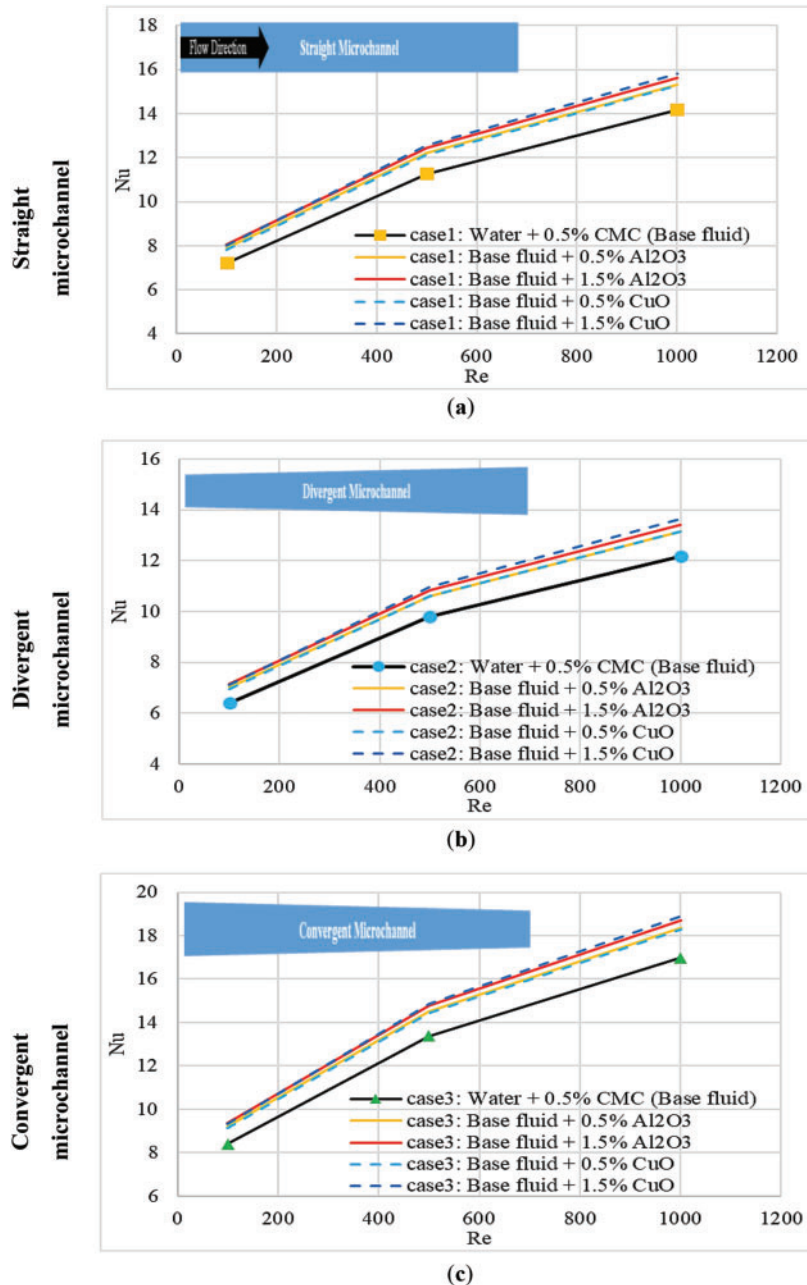 Straight
microchannel
18
16
14
12
10
8
6
4
Nu
Flow Direction
Straight Microchannel
case1: Water + 0.5% CMC (Base fluid)
case1: Base fluid + 0.5% Al2O3
case1: Base fluid + 1.5% Al2O3
case1: Base fluid + 0.5% CuO
case1: Base fluid + 1.5% CuO
0 200 400 600 800 1000 1200
Re
(a)
Divergent
microchannel
16
14
12
10
8
6
4
Nu
Divergent Microchannel
case2: Water + 0.5% CMC (Base fluid)
case2: Base fluid + 0.5% Al2O3
case2: Base fluid + 1.5% Al2O3
case2: Base fluid + 0.5% CuO
case2: Base fluid + 1.5% CuO
0 200 400 600 800 1000 1200
Re
(b)
Convergent
microchannel
20
18
16
14
12
10
8
6
Nu
Convergent Microchannel
case3: Water + 0.5% CMC (Base fluid)
case3: Base fluid + 0.5% Al2O3
case3: Base fluid + 1.5% Al2O3
case3: Base fluid + 0.5% CuO
case3: Base fluid + 1.5% CuO
0 200 400 600 800 1000 1200
Re
(c)